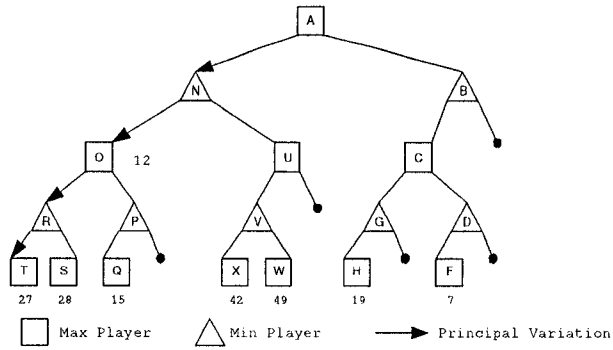 A
N
B
O 12 U C
R P V G D
T S Q X W H F
27 28 15 42 49 19 7
Max Player Min Player Principal Variation